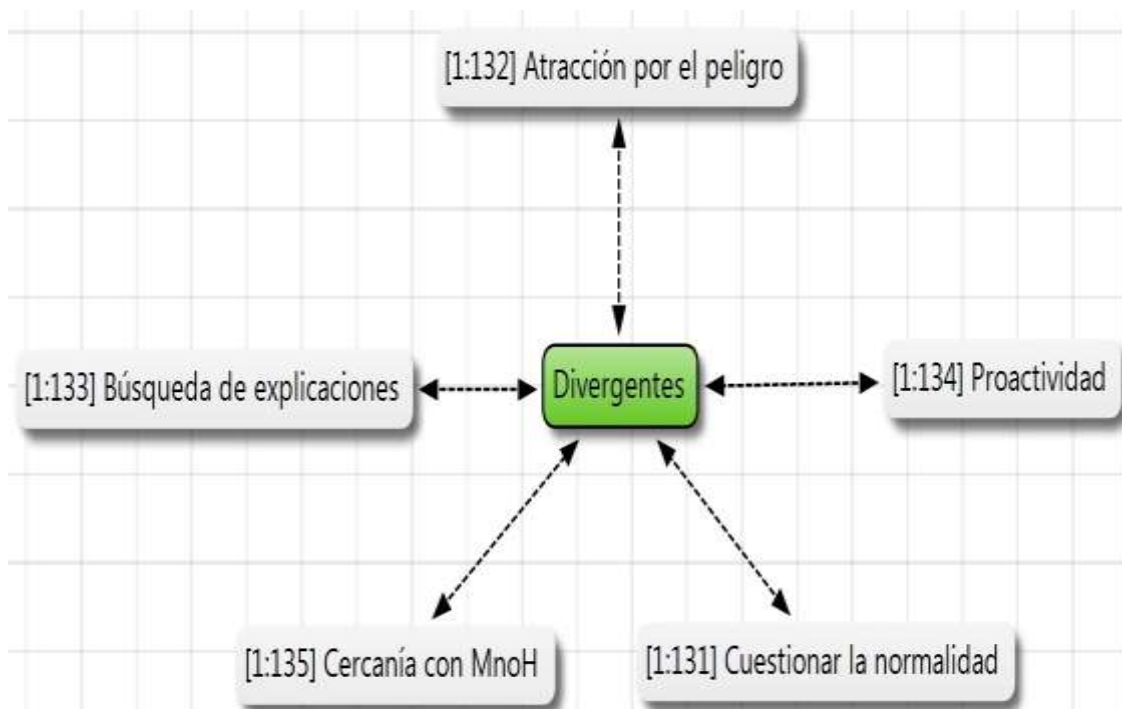 [1:132] Atracción por el peligro
[1:133] Búsqueda de explicaciones
Divergentes
[1:134] Proactividad
[1:135] Cercanía con MnoH
[1:131] Cuestionar la normalidad